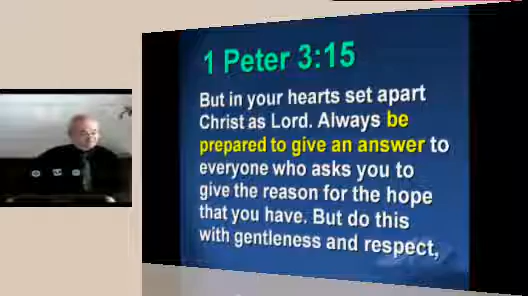 1 Peter 3:15
But in your hearts set apart
Christ as Lord. Always be
prepared to give an answer to
everyone who asks you to
give the reason for the hope
that you have. But do this
with gentleness and respect,